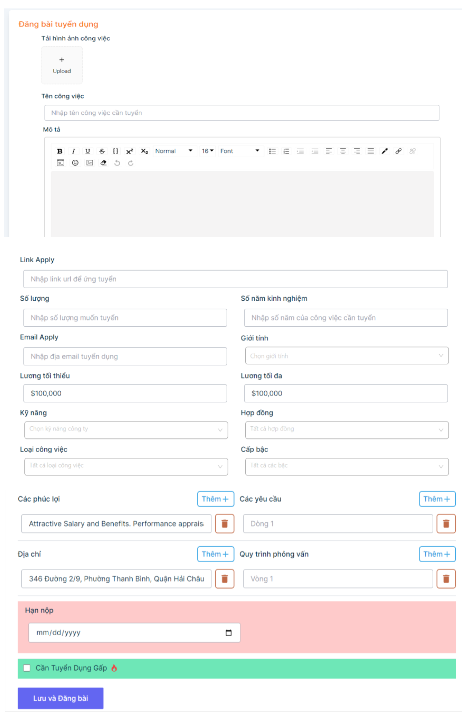 Đăng bài tuyển dụng
Tải hình ảnh công việc
+
Upload
Tên công việc
Nhập tên công việc cần tuyển
Mô tả
B I U S [] x² X₂ Normal 16 Font
Link Apply
Nhập link url để ứng tuyển
Số lượng Số năm kinh nghiệm
Nhập số lượng muốn tuyển Nhập số năm của công việc cần tuyển
Email Apply Giới tính
Nhập địa email tuyển dụng Chọn giới tính
Lương tối thiểu Lương tối đa
$100,000 $100,000
Kỹ năng Hợp đồng
Chọn kỹ năng công ty Tất cả hợp đồng
Loại công việc Cấp bậc
Tất cả loại công việc Tất cả các bậc
Các phúc lợi Thêm + Các yêu cầu Thêm +
Attractive Salary and Benefits. Performance apprais Dòng 1
Địa chỉ Thêm + Quy trình phỏng vấn Thêm +
346 Đường 2/9, Phường Thanh Bình, Quận Hải Châu Vòng 1
Hạn nộp
mm/dd/yyyy
Cần Tuyển Dụng Gấp
Lưu và Đăng bài